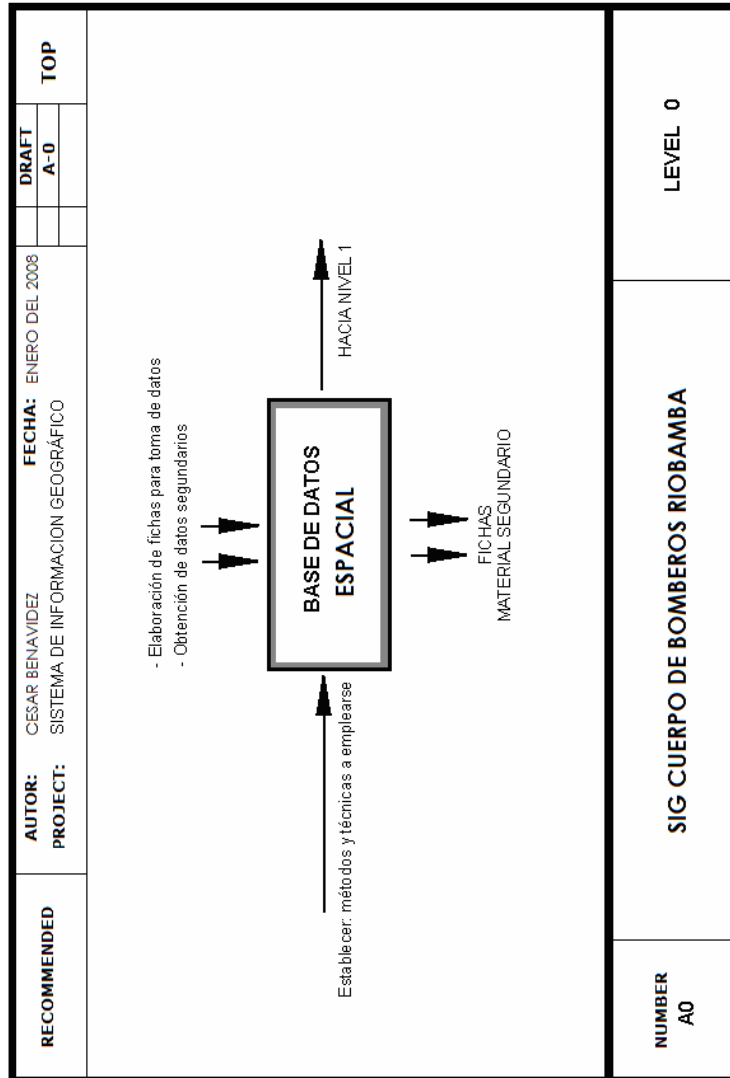 RECOMMENDED
AUTOR: CESAR BENAVIDEZ FECHA: ENERO DEL 2008
PROJECT: SISTEMA DE INFORMACION GEOGRÁFICO
DRAFT
A-0
TOP
- Elaboración de fichas para toma de datos
- Obtención de datos segundarios
Establecer: métodos y técnicas a emplearse
BASE DE DATOS
ESPACIAL
HACIA NIVEL 1
FICHAS
MATERIAL SEGUNDARIO
NUMBER
A0
SIG CUERPO DE BOMBEROS RIOBAMBA
LEVEL 0